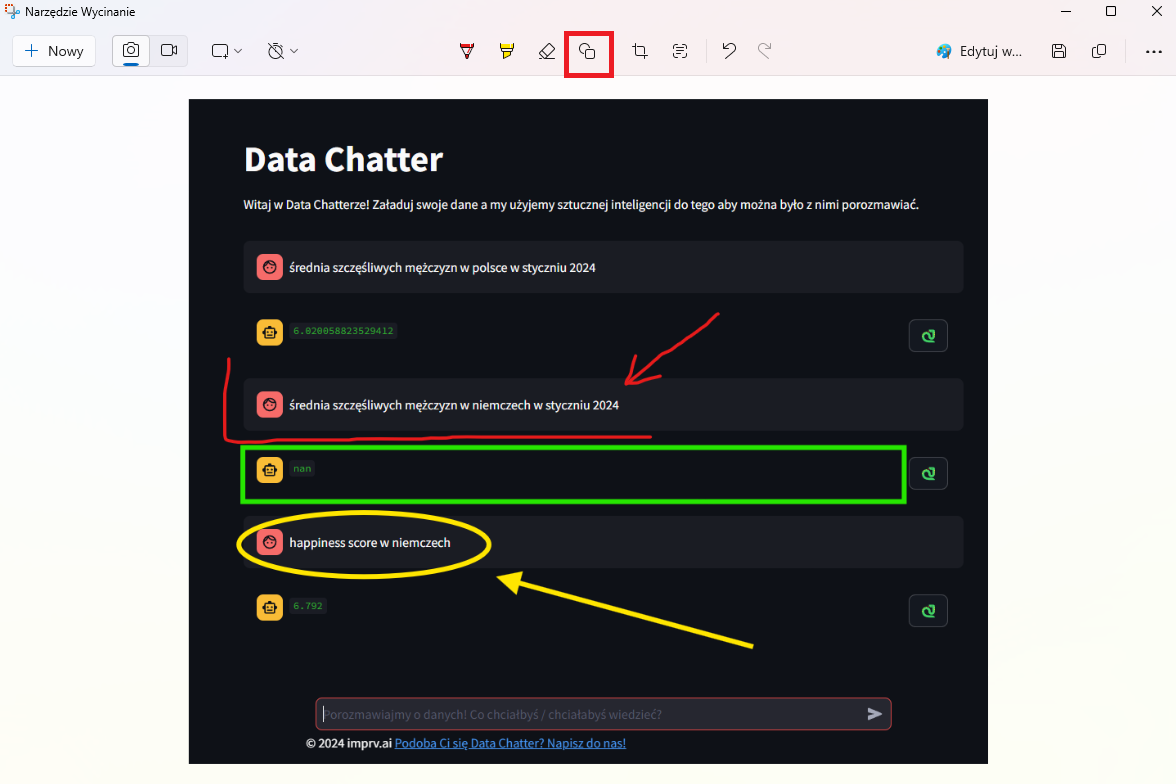 Narzędzie Wycinanie
Nowy
Edytuj w...
Data Chatter
Witaj w Data Chatterze! Załaduj swoje dane a my użyjemy sztucznej inteligencji do tego aby można było z nimi porozmawiać.
średnia szczęśliwych mężczyzn w polsce w styczniu 2024
6.020058823529412
średnia szczęśliwych mężczyzn w niemczech w styczniu 2024
nan
happiness score w niemczech
6.792
Porozmawiajmy o danych! Co chciałbyś / chciałabyś wiedzieć?
© 2024 imprv.ai Podoba Ci się Data Chatter? Napisz do nas!